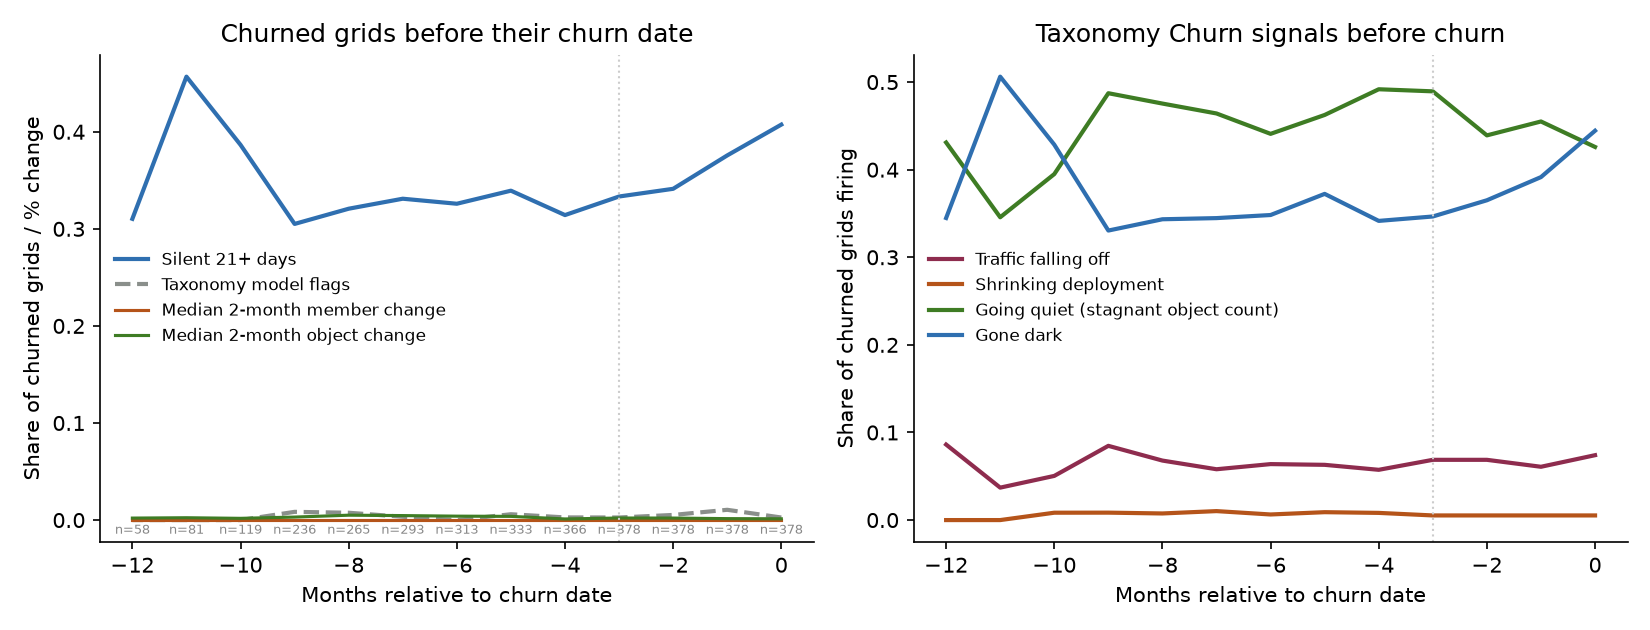 Churned grids before their churn date
Share of churned grids / % change
0.4
0.3
0.2
0.1
0.0
Silent 21+ days
Taxonomy model flags
Median 2-month member change
Median 2-month object change
n=58 n=81 n=119 n=236 n=265 n=293 n=313 n=333 n=366 n=378 n=378 n=378 n=378
−12 −10 −8 −6 −4 −2 0
Months relative to churn date
Taxonomy Churn signals before churn
Share of churned grids firing
0.5
0.4
0.3
0.2
0.1
0.0
Traffic falling off
Shrinking deployment
Going quiet (stagnant object count)
Gone dark
−12 −10 −8 −6 −4 −2 0
Months relative to churn date